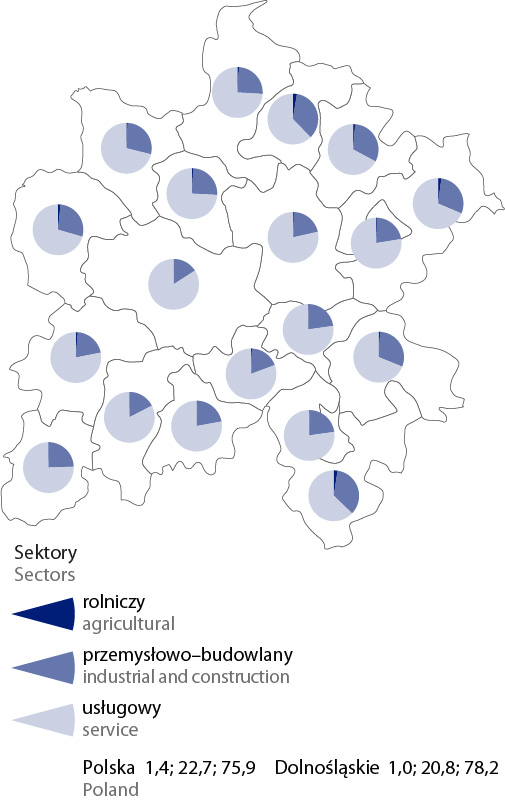 Sektory
Sectors
rolniczy
agricultural
przemysłowo–budowlany
industrial and construction
usługowy
service
Polska 1,4; 22,7; 75,9 Dolnośląskie 1,0; 20,8; 78,2
Poland